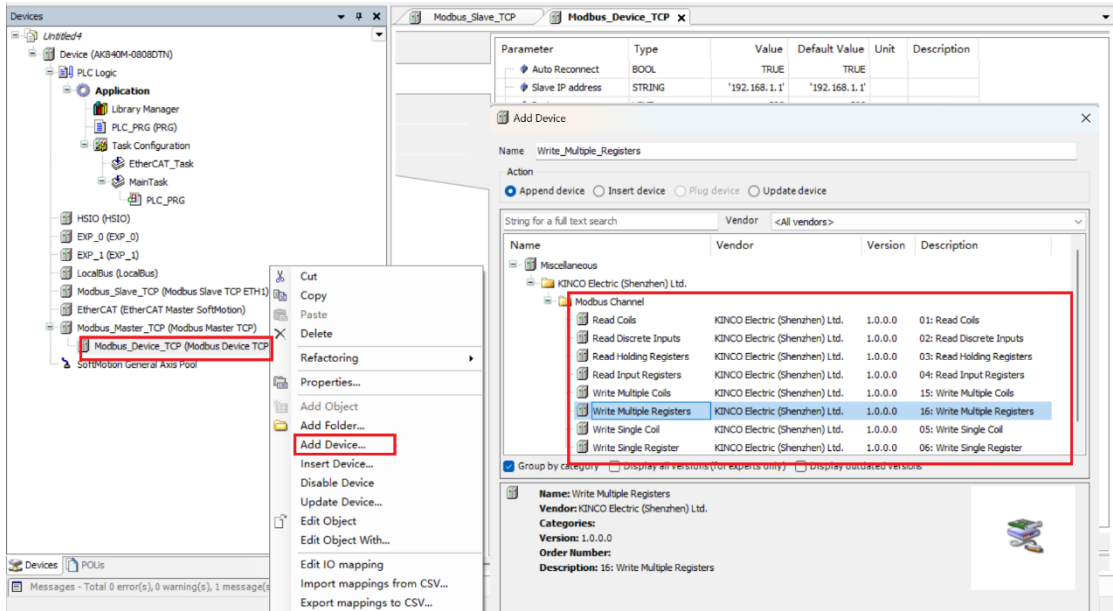 Devices
Untitled4
Device (AK840M-0808DTN)
PLC Logic
Application
Library Manager
PLC_PRG (PRG)
Task Configuration
EtherCAT_Task
MainTask
PLC_PRG
HSIO (HSIO)
EXP_0 (EXP_0)
EXP_1 (EXP_1)
LocalBus (LocalBus)
Modbus_Slave_TCP (Modbus Slave TCP ETH1)
EtherCAT (EtherCAT Master SoftMotion)
Modbus_Master_TCP (Modbus Master TCP)
Modbus_Device_TCP (Modbus Device TCP
SoftMotion General Axis Pool
Devices POUs
Messages - Total 0 error(s), 0 warning(s), 1 message(s
Cut
Copy
Paste
Delete
Refactoring
Properties...
Add Object
Add Folder...
Add Device...
Insert Device...
Disable Device
Update Device...
Edit Object
Edit Object With...
Edit IO mapping
Import mappings from CSV...
Export mappings to CSV...
Modbus_Slave_TCP Modbus_Device_TCP
Parameter Type Value Default Value Unit Description
Auto Reconnect BOOL TRUE TRUE
Slave IP address STRING '192.168.1.1' '192.168.1.1'
Add Device
Name Write_Multiple_Registers
Action
Append device Insert device Plug device Update device
String for a full text search Vendor <All vendors>
Name Vendor Version Description
Miscellaneous
KINCO Electric (Shenzhen) Ltd.
Modbus Channel
Read Coils KINCO Electric (Shenzhen) Ltd. 1.0.0.0 01: Read Coils
Read Discrete Inputs KINCO Electric (Shenzhen) Ltd. 1.0.0.0 02: Read Discrete Inputs
Read Holding Registers KINCO Electric (Shenzhen) Ltd. 1.0.0.0 03: Read Holding Registers
Read Input Registers KINCO Electric (Shenzhen) Ltd. 1.0.0.0 04: Read Input Registers
Write Multiple Coils KINCO Electric (Shenzhen) Ltd. 1.0.0.0 15: Write Multiple Coils
Write Multiple Registers KINCO Electric (Shenzhen) Ltd. 1.0.0.0 16: Write Multiple Registers
Write Single Coil KINCO Electric (Shenzhen) Ltd. 1.0.0.0 05: Write Single Coil
Write Single Register KINCO Electric (Shenzhen) Ltd. 1.0.0.0 06: Write Single Register
Group by category Display all versions (for experts only) Display outdated versions
Name: Write Multiple Registers
Vendor: KINCO Electric (Shenzhen) Ltd.
Categories:
Version: 1.0.0.0
Order Number:
Description: 16: Write Multiple Registers